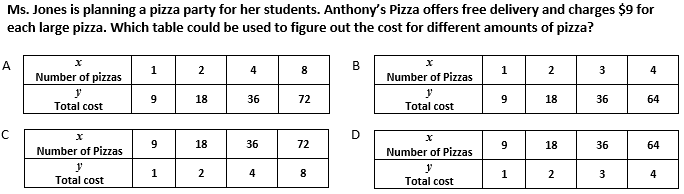 Ms. Jones is planning a pizza party for her students. Anthony's Pizza offers free delivery and charges $9 for
each large pizza. Which table could be used to figure out the cost for different amounts of pizza?
A
x
Number of pizzas 1 2 4 8
y
Total cost 9 18 36 72
B
x
Number of Pizzas 1 2 3 4
y
Total cost 9 18 36 64
C
x
Number of Pizzas 9 18 36 72
y
Total cost 1 2 4 8
D
x
Number of Pizzas 9 18 36 64
y
Total cost 1 2 3 4